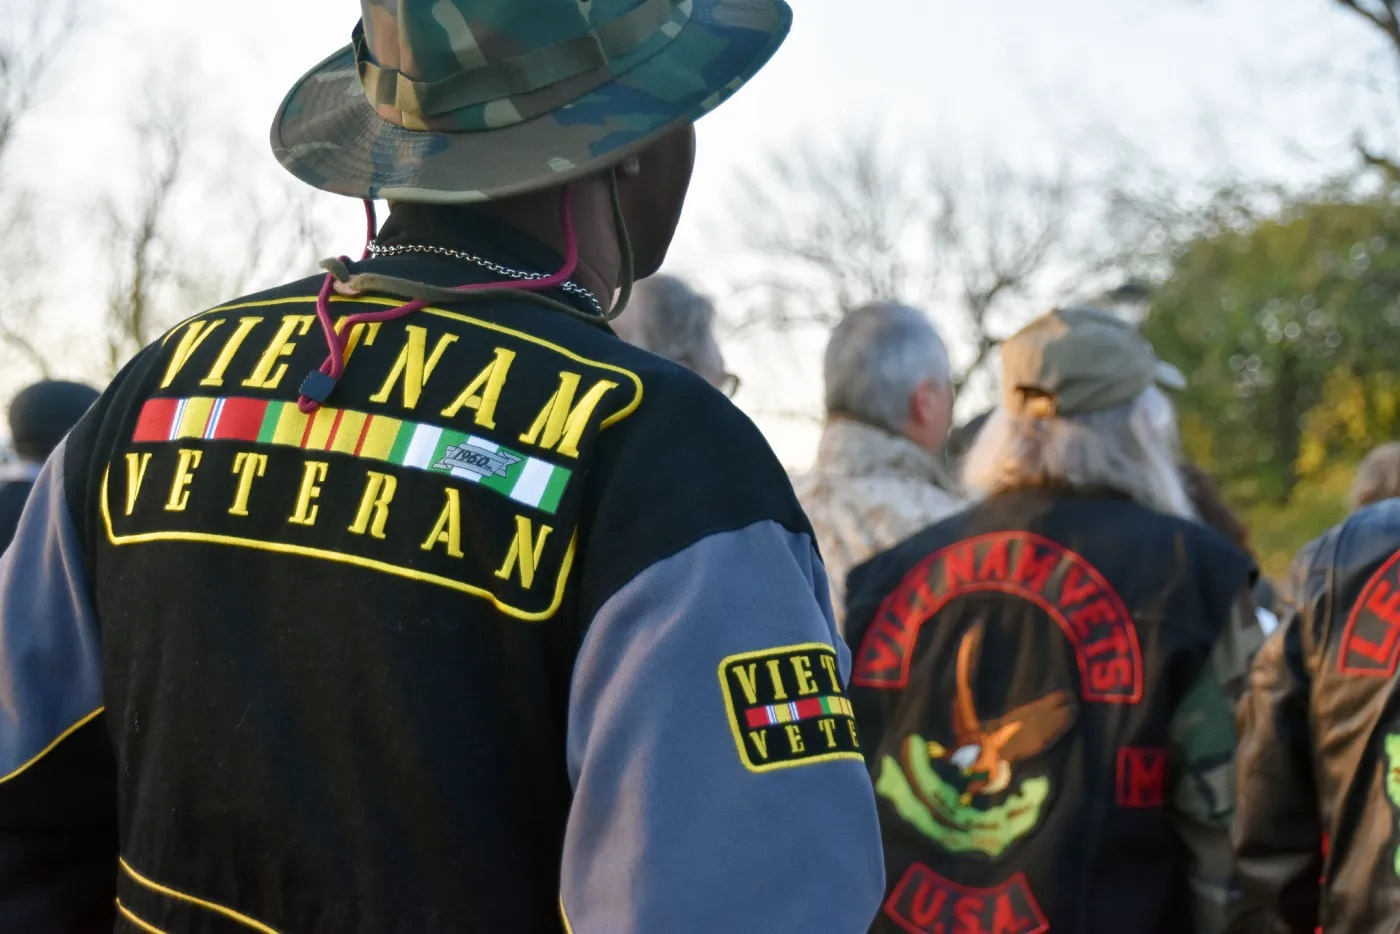 VIETNAM
1960
VETERAN
VIET
VETE
VIETNAM VETS
M
U.S.A.